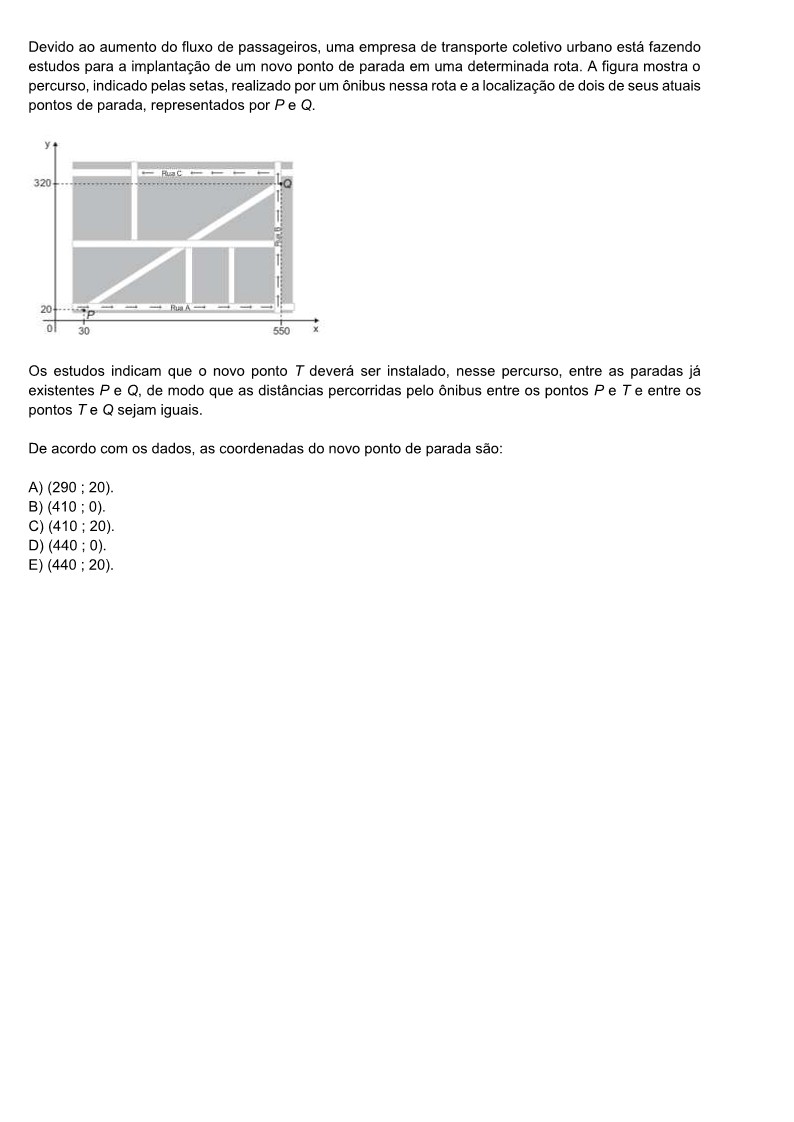 Devido ao aumento do fluxo de passageiros, uma empresa de transporte coletivo urbano está fazendo
estudos para a implantação de um novo ponto de parada em uma determinada rota. A figura mostra o
percurso, indicado pelas setas, realizado por um ônibus nessa rota e a localização de dois de seus atuais
pontos de parada, representados por P e Q.
y
Rua C
320
Q
Rua B
20
P
Rua A
0
30
550
x
Os estudos indicam que o novo ponto T deverá ser instalado, nesse percurso, entre as paradas já
existentes P e Q, de modo que as distâncias percorridas pelo ônibus entre os pontos P e T e entre os
pontos T e Q sejam iguais.
De acordo com os dados, as coordenadas do novo ponto de parada são:
A) (290 ; 20).
B) (410 ; 0).
C) (410 ; 20).
D) (440 ; 0).
E) (440 ; 20).